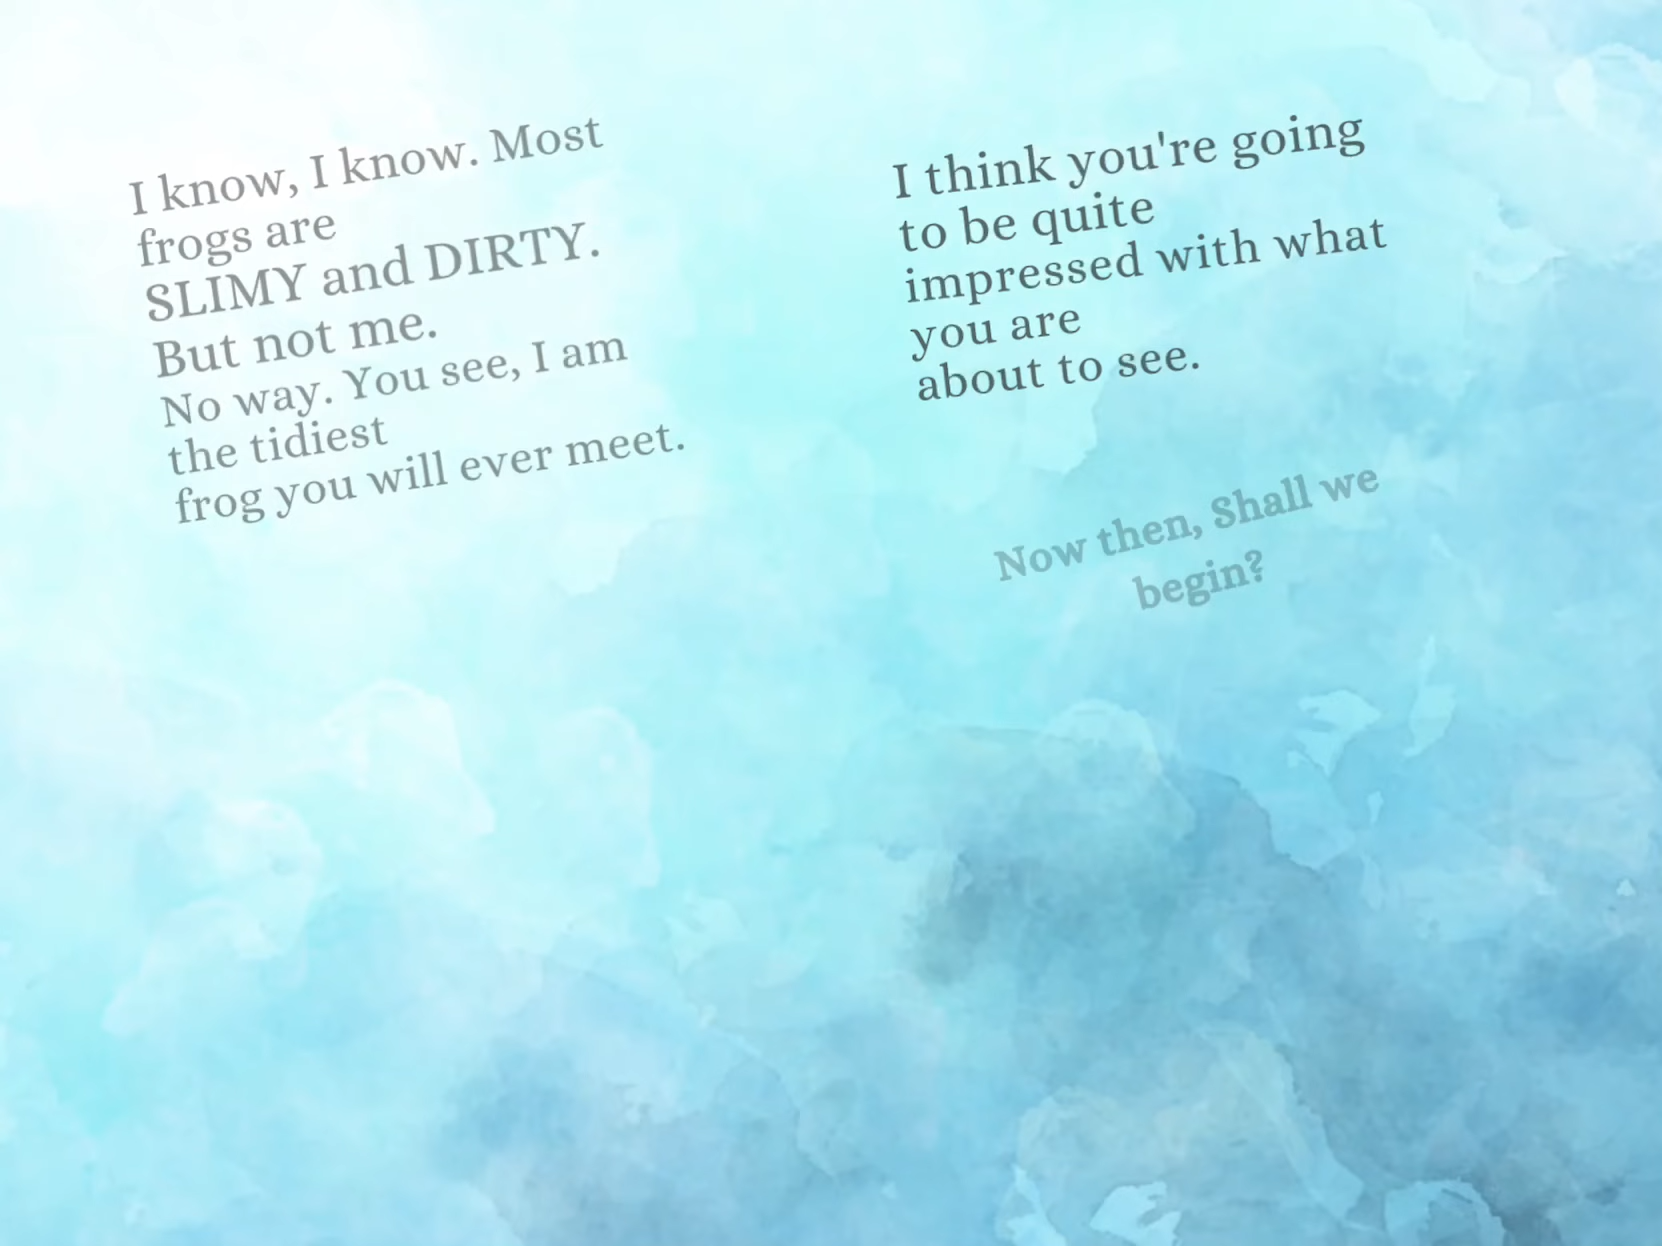 I know, I know. Most
frogs are
SLIMY and DIRTY.
But not me.
No way. You see, I am
the tidiest
frog you will ever meet.
I think you're going
to be quite
impressed with what
you are
about to see.
Now then, Shall we
begin?